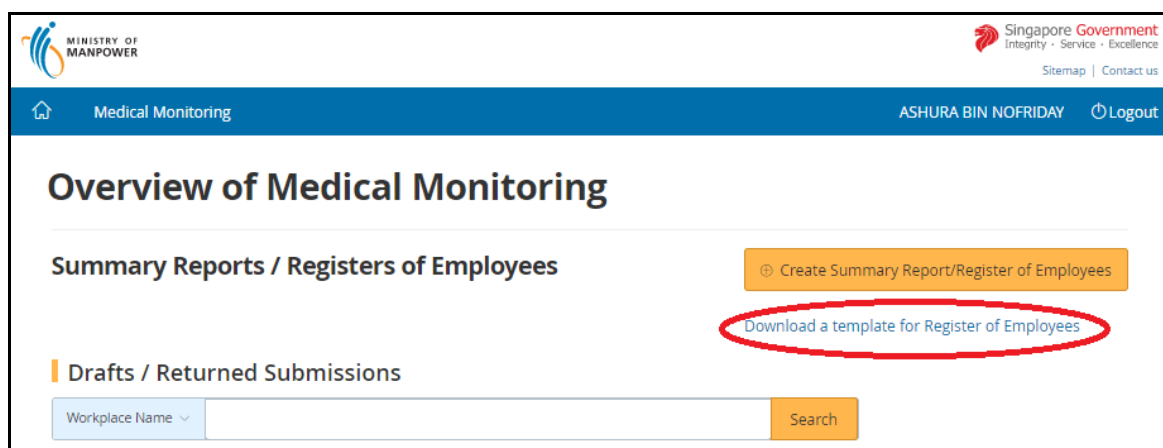 MINISTRY OF
MANPOWER
Singapore Government
Integrity · Service · Excellence
Sitemap | Contact us
Medical Monitoring
ASHURA BIN NOFRIDAY
Logout
Overview of Medical Monitoring
Summary Reports / Registers of Employees
Create Summary Report/Register of Employees
Download a template for Register of Employees
Drafts / Returned Submissions
Workplace Name
Search